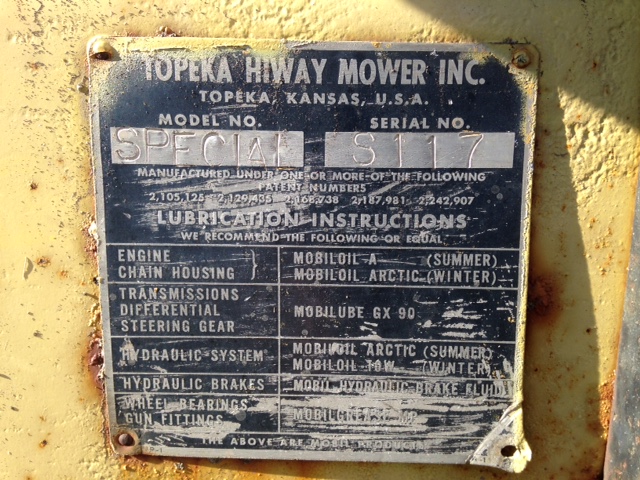 TOPEKA HIWAY MOWER INC.
TOPEKA, KANSAS, U.S.A.
MODEL NO. SERIAL NO.
SPECIAL S117
MANUFACTURED UNDER ONE OR MORE OF THE FOLLOWING
PATENT NUMBERS
2,105,125 2,129,435 2,168,738 2,187,981 2,242,907
LUBRICATION INSTRUCTIONS
WE RECOMMEND THE FOLLOWING OR EQUAL
ENGINE MOBILOIL A (SUMMER)
CHAIN HOUSING MOBILOIL ARCTIC (WINTER)
TRANSMISSIONS
DIFFERENTIAL MOBILUBE GX 90
STEERING GEAR
HYDRAULIC SYSTEM MOBILOIL ARCTIC (SUMMER)
MOBILOIL 10W (WINTER)
HYDRAULIC BRAKES MOBIL HYDRAULIC BRAKE FLUID
WHEEL BEARINGS MOBILGREASE MP
GUN FITTINGS
THE ABOVE ARE MOBIL PRODUCTS